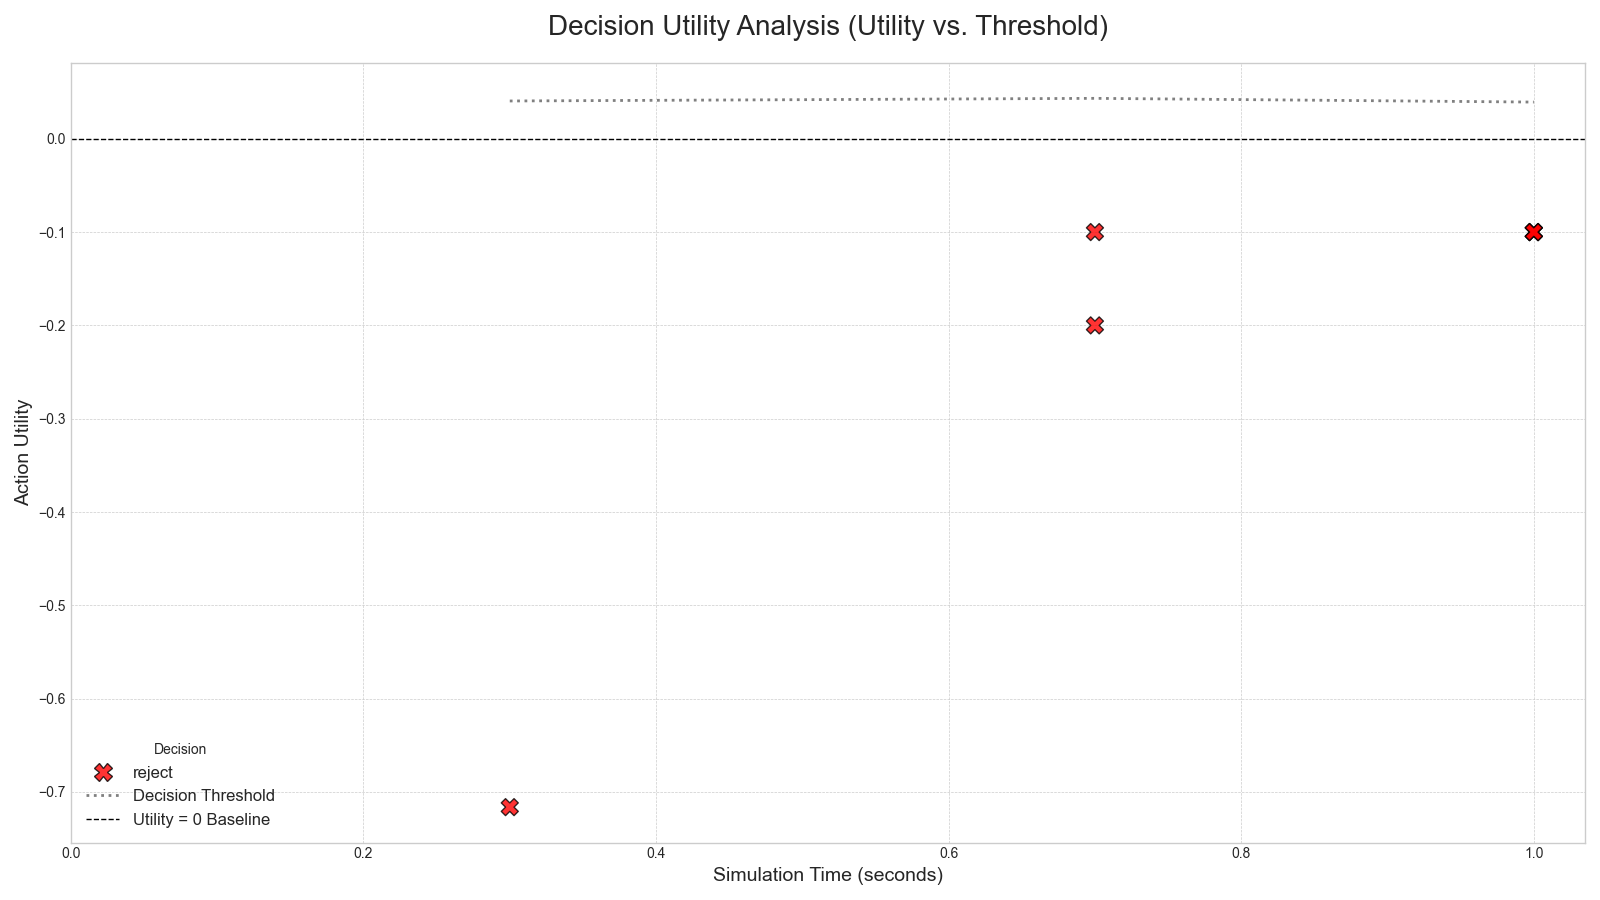 Decision Utility Analysis (Utility vs. Threshold)
Action Utility
0.0
−0.1
−0.2
−0.3
−0.4
−0.5
−0.6
−0.7
Decision
reject
Decision Threshold
Utility = 0 Baseline
0.0 0.2 0.4 0.6 0.8 1.0
Simulation Time (seconds)